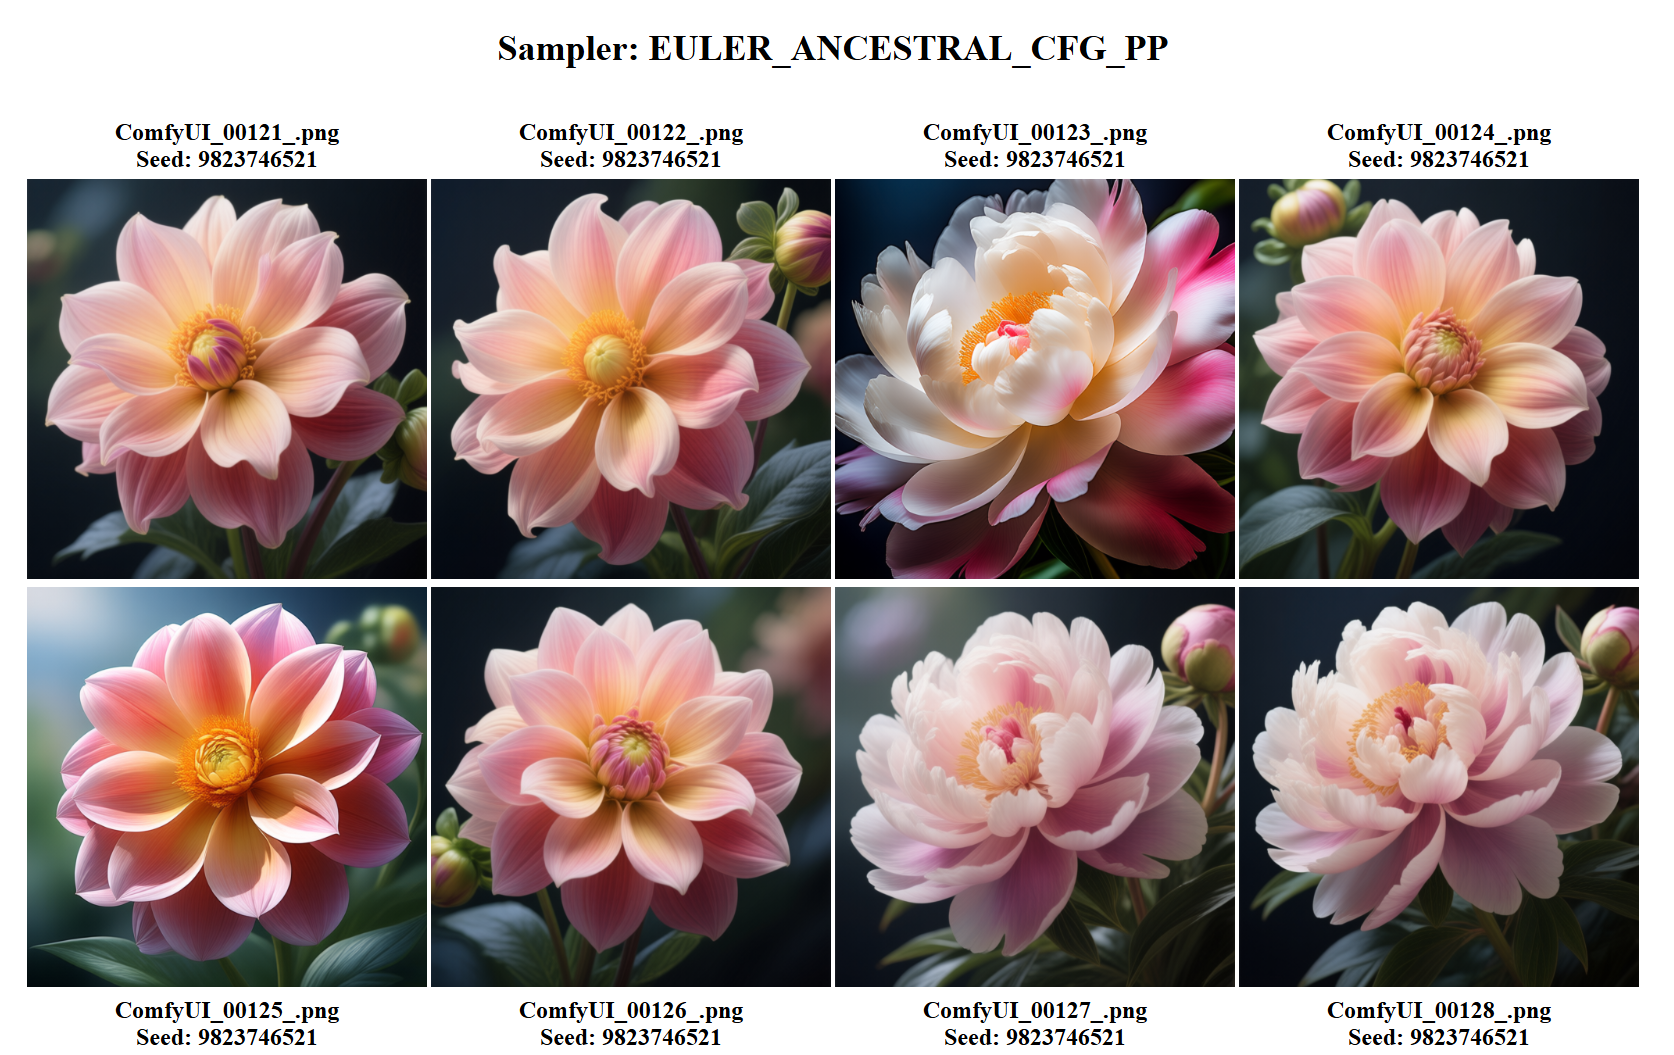 Sampler: EULER_ANCESTRAL_CFG_PP
ComfyUI_00121_.png
Seed: 9823746521
ComfyUI_00122_.png
Seed: 9823746521
ComfyUI_00123_.png
Seed: 9823746521
ComfyUI_00124_.png
Seed: 9823746521
ComfyUI_00125_.png
Seed: 9823746521
ComfyUI_00126_.png
Seed: 9823746521
ComfyUI_00127_.png
Seed: 9823746521
ComfyUI_00128_.png
Seed: 9823746521